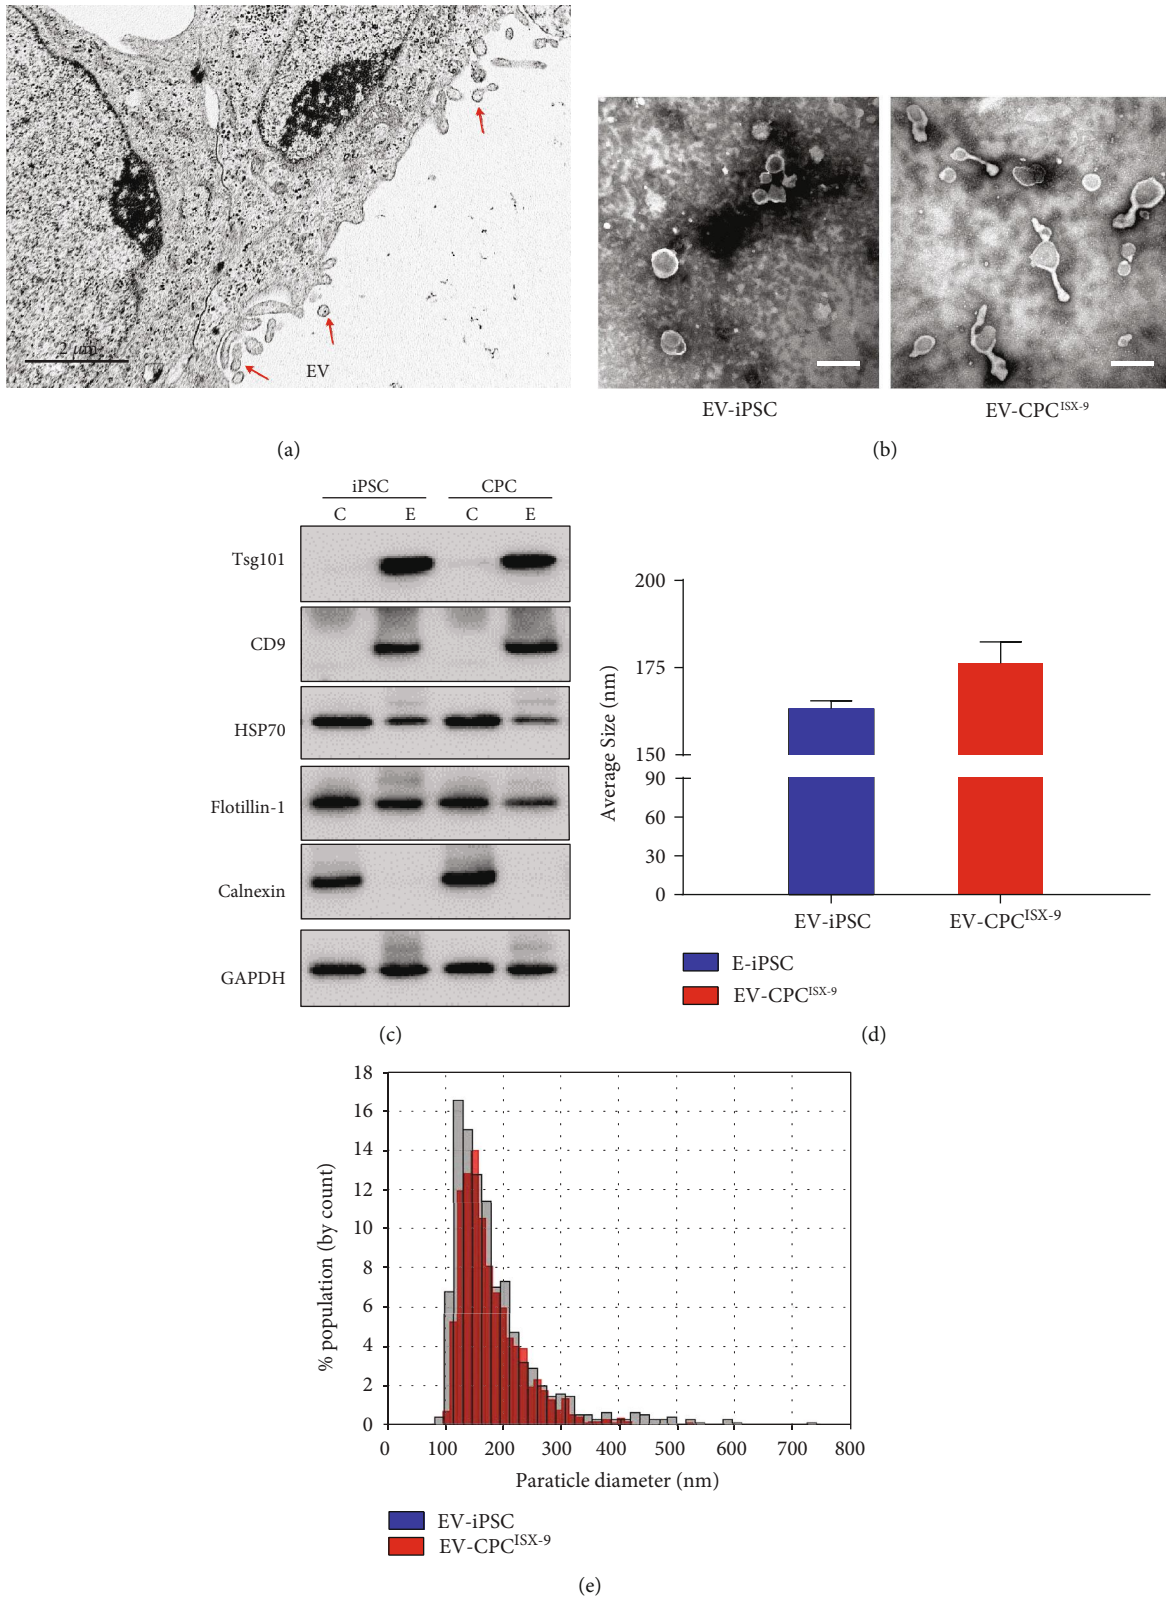 2 μm
EV
(a)
EV-iPSC
EV-CPC^ISX-9
(b)
iPSC
CPC
C
E
C
E
Tsg101
CD9
HSP70
Flotillin-1
Calnexin
GAPDH
(c)
200
175
150
90
60
30
0
Average Size (nm)
EV-iPSC
EV-CPC^ISX-9
E-iPSC
EV-CPC^ISX-9
(d)
18
16
14
12
10
8
6
4
2
0
% population (by count)
0 100 200 300 400 500 600 700 800
Paraticle diameter (nm)
EV-iPSC
EV-CPC^ISX-9
(e)